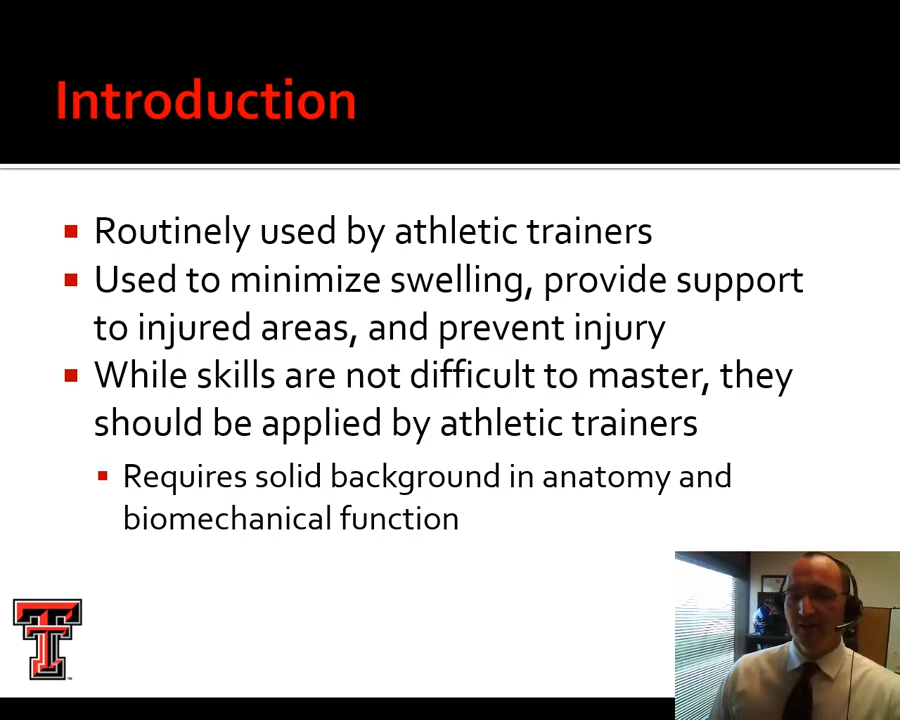 Introduction
Routinely used by athletic trainers
Used to minimize swelling, provide support
to injured areas, and prevent injury
While skills are not difficult to master, they
should be applied by athletic trainers
Requires solid background in anatomy and
biomechanical function